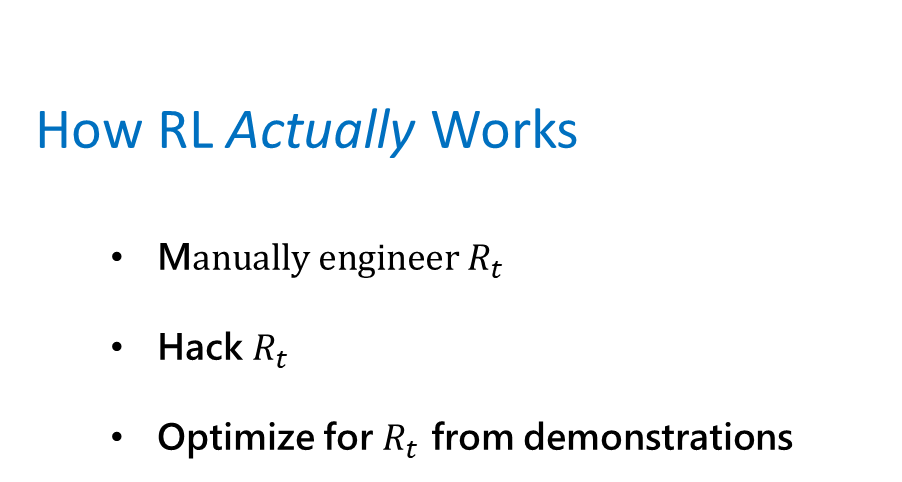 How RL Actually Works
• Manually engineer Rₜ
• Hack Rₜ
• Optimize for Rₜ from demonstrations